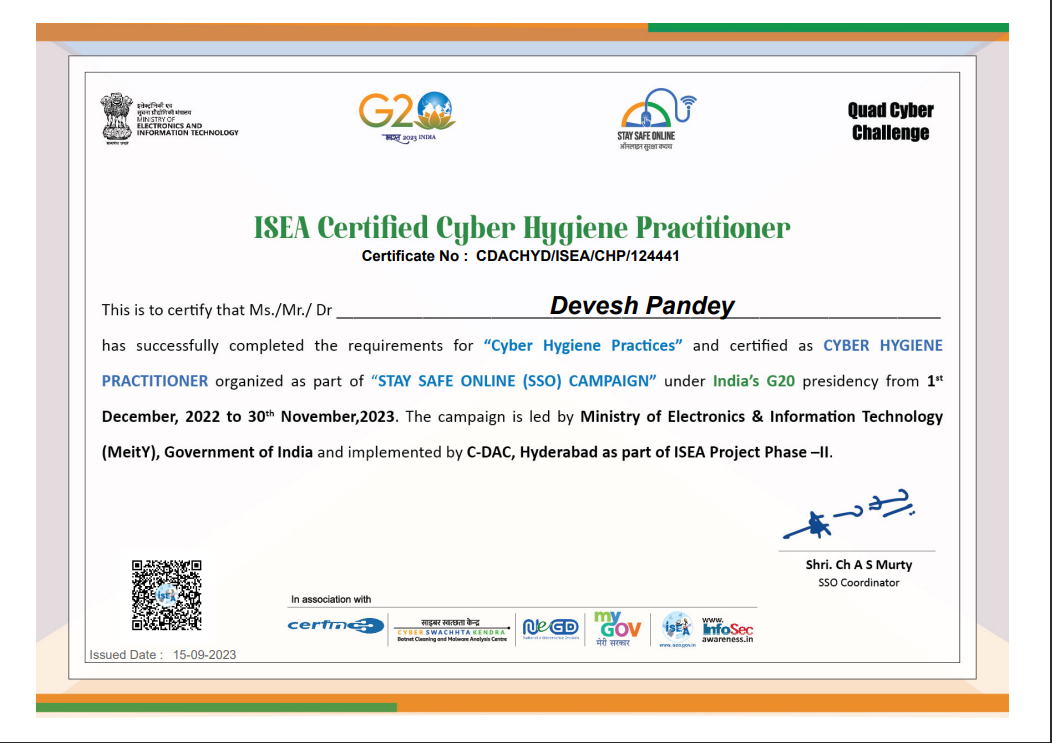 इलेक्ट्रॉनिकी एवं
सूचना प्रौद्योगिकी मंत्रालय
MINISTRY OF
ELECTRONICS AND
INFORMATION TECHNOLOGY
सत्यमेव जयते
G20
भारत 2023 INDIA
STAY SAFE ONLINE
ऑनलाइन सुरक्षा कवच
Quad Cyber
Challenge
ISEA Certified Cyber Hygiene Practitioner
Certificate No : CDACHYD/ISEA/CHP/124441
This is to certify that Ms./Mr./ Dr Devesh Pandey
has successfully completed the requirements for “Cyber Hygiene Practices” and certified as CYBER HYGIENE
PRACTITIONER organized as part of “STAY SAFE ONLINE (SSO) CAMPAIGN” under India’s G20 presidency from 1st
December, 2022 to 30th November,2023. The campaign is led by Ministry of Electronics & Information Technology
(MeitY), Government of India and implemented by C-DAC, Hyderabad as part of ISEA Project Phase –II.
Shri. Ch A S Murty
SSO Coordinator
ISEA
In association with
certin
साइबर स्वच्छता केन्द्र
CYBER SWACHHTA KENDRA
Botnet Cleaning and Malware Analysis Centre
NeGD
my
GOV
मेरी सरकार
ISEA
www.isea.gov.in
www.
InfoSec
awareness.in
Issued Date : 15-09-2023